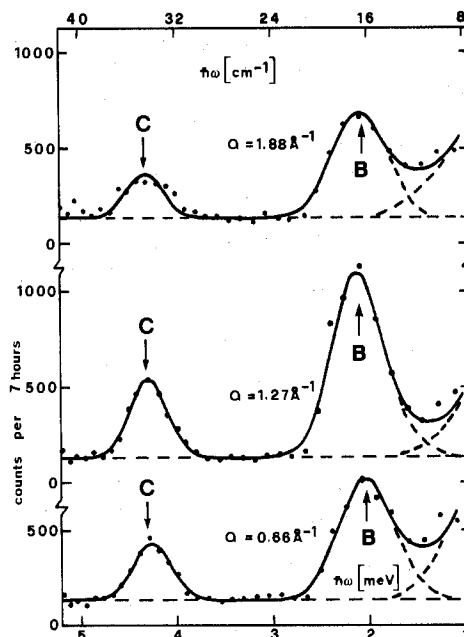 40 32 24 16 8
ħω [cm⁻¹]
1000
C
Q = 1.88 Å⁻¹
500
B
0
1000
C
Q = 1.27 Å⁻¹
500
B
0
counts per 7 hours
C
Q = 0.66 Å⁻¹
500
B
ħω [meV]
0
5 4 3 2